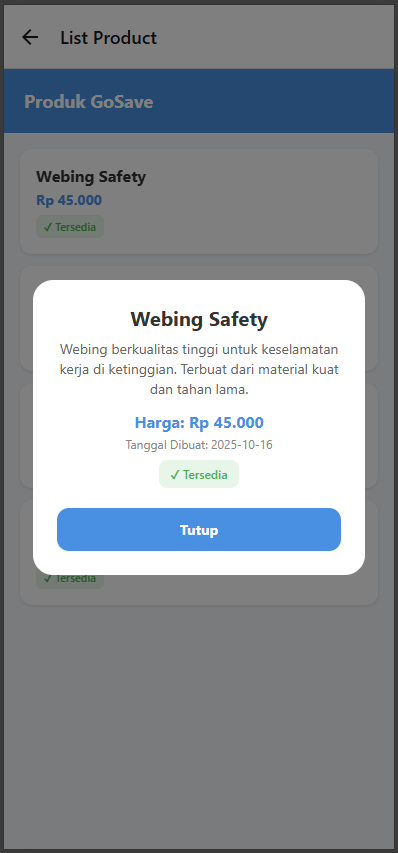 List Product
Produk GoSave
Webing Safety
Rp 45.000
✓ Tersedia
Webing Safety
Webing berkualitas tinggi untuk keselamatan
kerja di ketinggian. Terbuat dari material kuat
dan tahan lama.
Harga: Rp 45.000
Tanggal Dibuat: 2025-10-16
✓ Tersedia
Tutup
✓ Tersedia